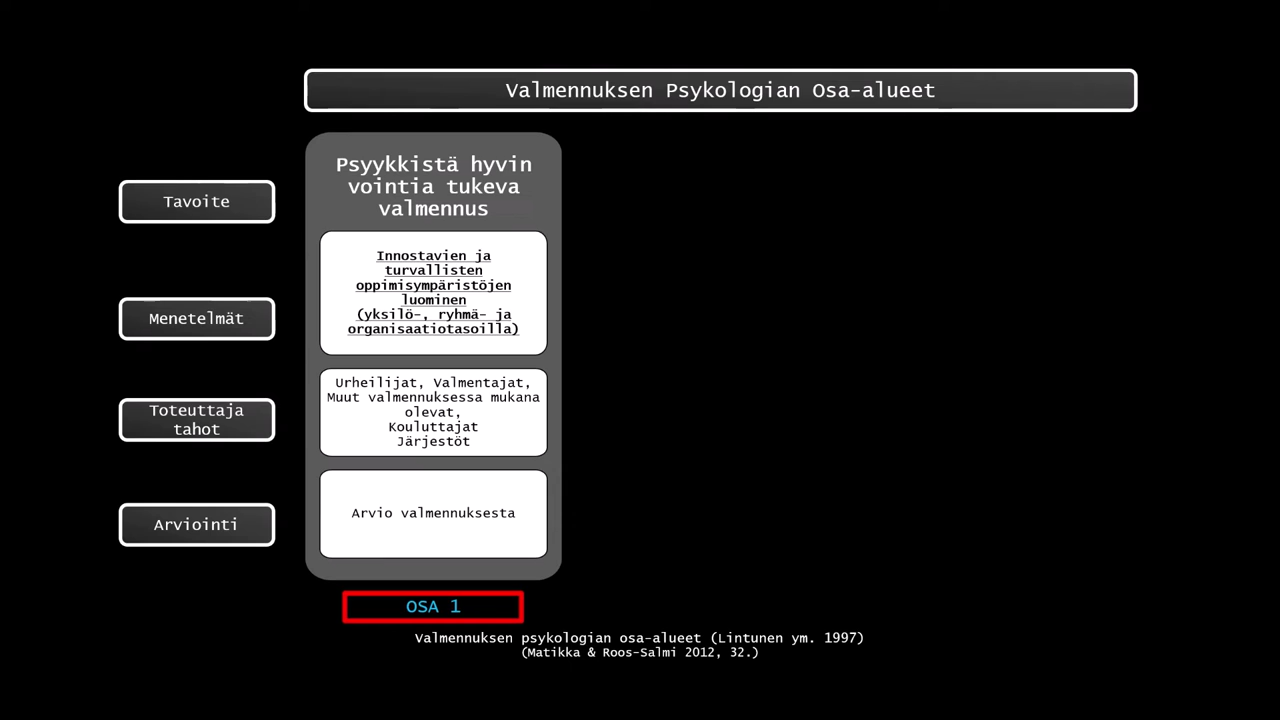 Valmennuksen Psykologian Osa-alueet
Tavoite
Psyykkistä hyvin
vointia tukeva
valmennus
Menetelmät
Innostavien ja
turvallisten
oppimisympäristöjen
luominen
(yksilö-, ryhmä- ja
organisaatiotasoilla)
Toteuttaja
tahot
Urheilijat, Valmentajat,
Muut valmennuksessa mukana
olevat,
Kouluttajat
Järjestöt
Arviointi
Arvio valmennuksesta
OSA 1
Valmennuksen psykologian osa-alueet (Lintunen ym. 1997)
(Matikka & Roos-Salmi 2012, 32.)